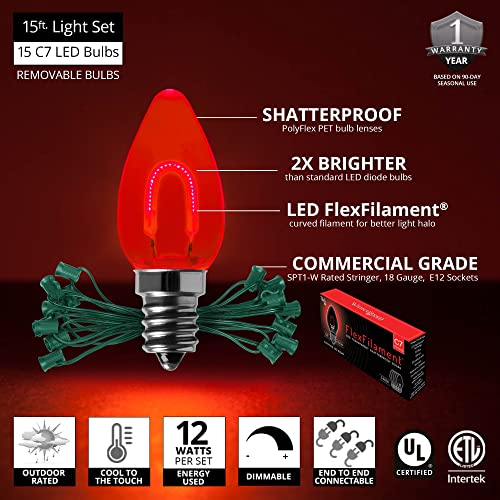 15ft. Light Set
15 C7 LED Bulbs
REMOVABLE BULBS
1
WARRANTY
YEAR
BASED ON 90-DAY
SEASONAL USE
SHATTERPROOF
PolyFlex PET bulb lenses
2X BRIGHTER
than standard LED diode bulbs
LED FlexFilament®
curved filament for better light halo
COMMERCIAL GRADE
SPT1-W Rated Stringer, 18 Gauge, E12 Sockets
FlexFilament
C7
OUTDOOR
RATED
COOL TO
THE TOUCH
12
WATTS
PER SET
ENERGY
USED
DIMMABLE
END TO END
CONNECTABLE
UL
CERTIFIED
ETL
Intertek